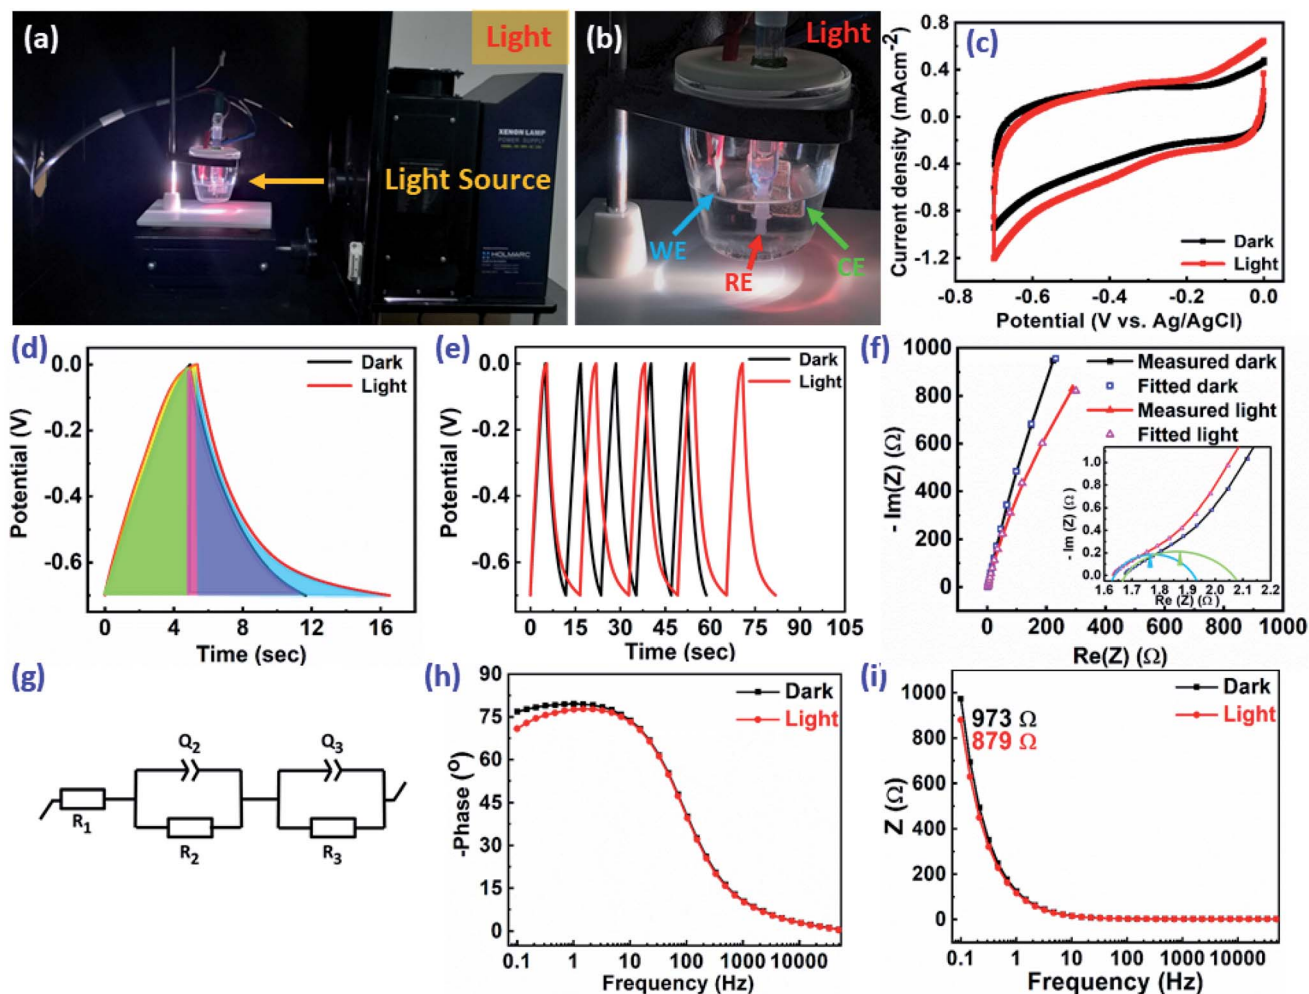 (a)
Light
XENON LAMP
POWER SUPPLY
HOLMARC
Light Source
(b)
Light
WE
RE
CE
(c)
Current density (mAcm-2)
0.8
0.4
0.0
-0.4
-0.8
-1.2
Dark
Light
-0.8 -0.6 -0.4 -0.2 0.0
Potential (V vs. Ag/AgCl)
(d)
Potential (V)
0.0
-0.2
-0.4
-0.6
Dark
Light
0 4 8 12 16
Time (sec)
(e)
Potential (V)
0.0
-0.2
-0.4
-0.6
Dark
Light
0 15 30 45 60 75 90 105
Time (sec)
(f)
- Im(Z) (Ω)
-1000
800
600
400
200
0
Measured dark
Fitted dark
Measured light
Fitted light
- Im (Z) (Ω)
1.0
0.8
0.6
0.4
0.2
0.0
1.6 1.7 1.8 1.9 2.0 2.1 2.2
Re (Z) (Ω)
0 200 400 600 800 1000
Re(Z) (Ω)
(g)
R1
Q2
R2
Q3
R3
(h)
-Phase (o)
90
75
60
45
30
15
0
Dark
Light
0.1 1 10 100 1000 10000
Frequency (Hz)
(i)
Z (Ω)
1000
800
600
400
200
0
Dark
Light
973 Ω
879 Ω
0.1 1 10 100 1000 10000
Frequency (Hz)